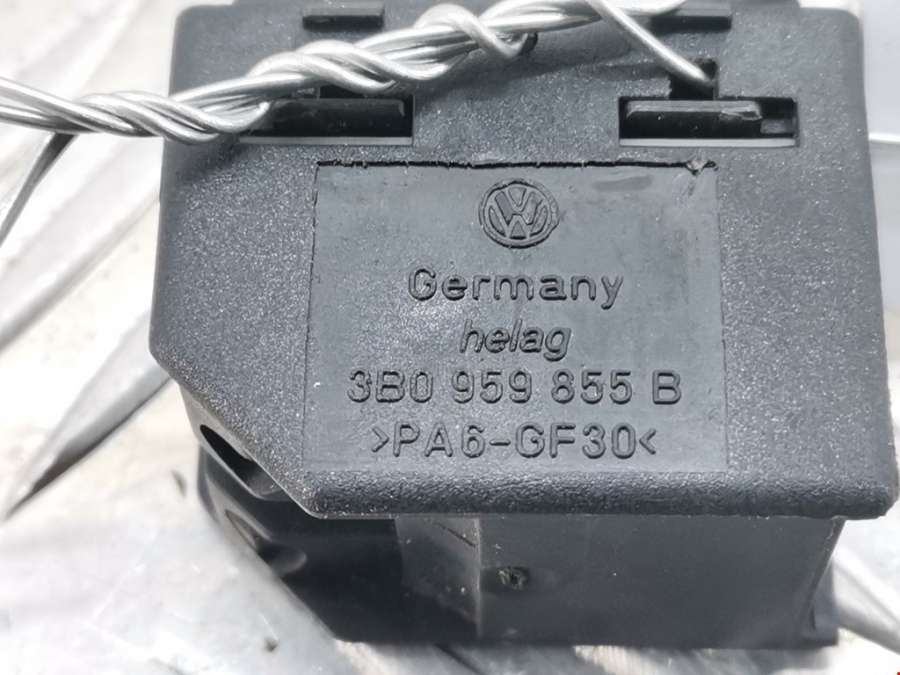 Germany
helag
3B0 959 855 B
>PA6-GF30<